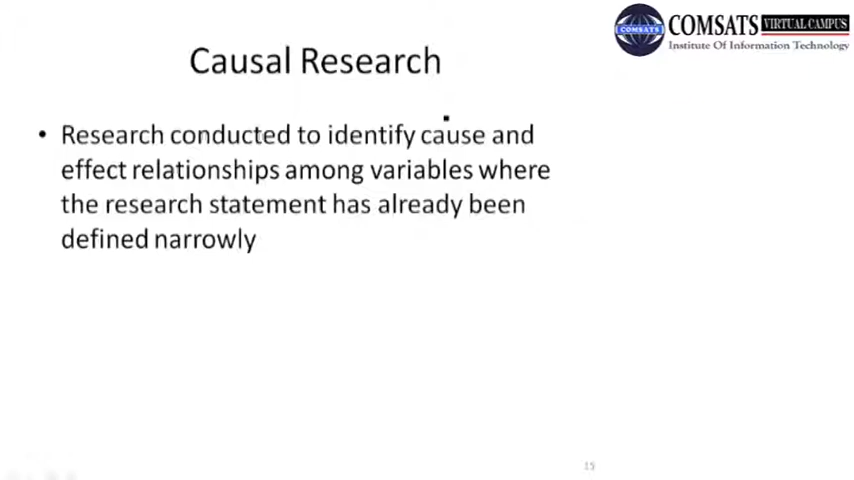 COMSATS VIRTUAL CAMPUS
COMSATS
Institute Of Information Technology
Causal Research
• Research conducted to identify cause and
effect relationships among variables where
the research statement has already been
defined narrowly
15